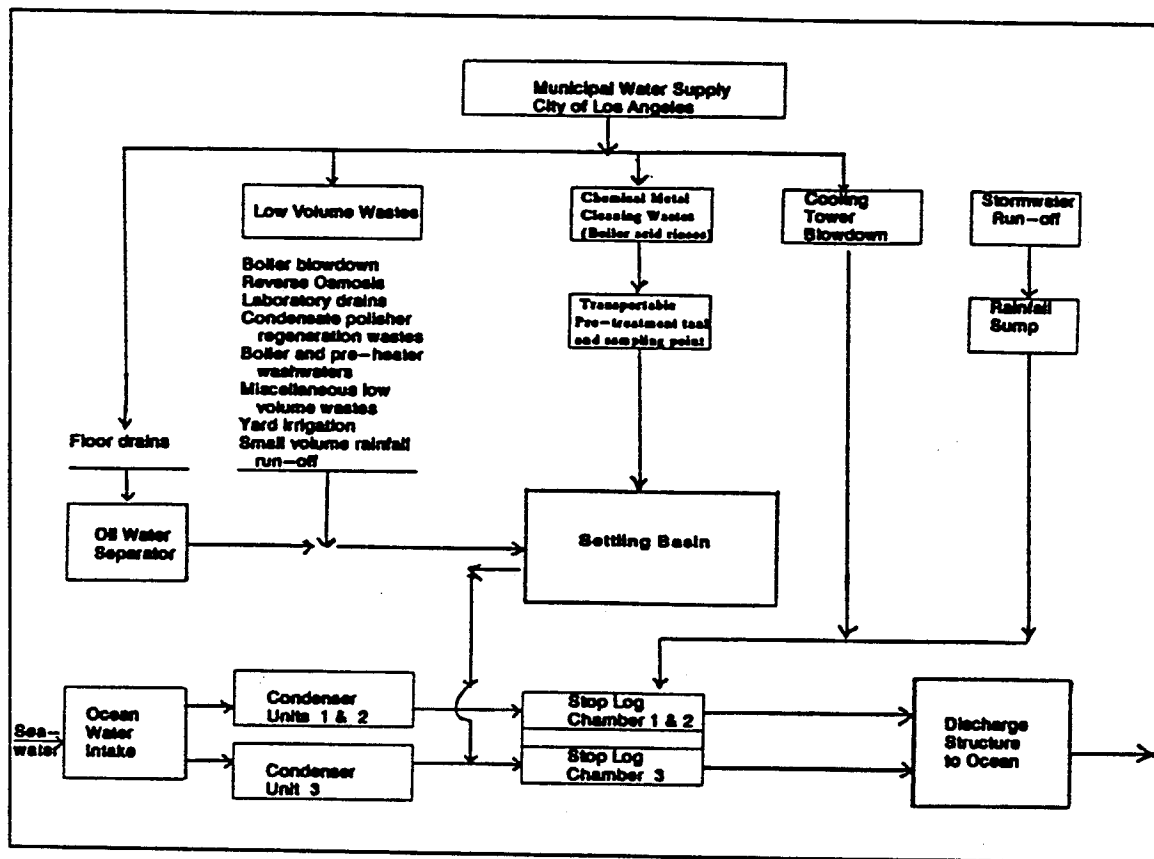 Municipal Water Supply
City of Los Angeles
Low Volume Wastes
Chemical Metal
Cleaning Wastes
(Boiler acid rinses)
Cooling
Tower
Blowdown
Stormwater
Run-off
Boiler blowdown
Reverse Osmosis
Laboratory drains
Condensate polisher
regeneration wastes
Boiler and pre-heater
washwaters
Miscellaneous low
volume wastes
Yard irrigation
Small volume rainfall
run-off
Transportable
Pre-treatment tank
and sampling point
Rainfall
Sump
Floor drains
Oil Water
Separator
Settling Basin
Sea-
water
Ocean
Water
Intake
Condenser
Units 1 & 2
Condenser
Unit 3
Stop Log
Chamber 1 & 2
Stop Log
Chamber 3
Discharge
Structure
to Ocean